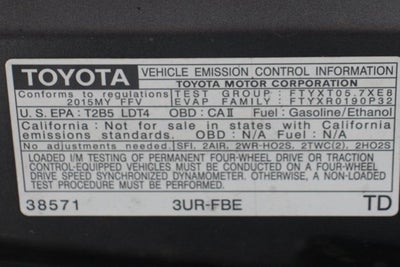 TOYOTA VEHICLE EMISSION CONTROL INFORMATION
TOYOTA MOTOR CORPORATION
Conforms to regulations TEST GROUP : FTYXT05.7XE8
2015MY FFV EVAP FAMILY : FTYXR0190P32
U.S. EPA : T2B5 LDT4 OBD : CAII Fuel : Gasoline/Ethanol
California : Not for sale in states with California
emissions standards. OBD : N/A Fuel : N/A
No adjustments needed. SFI, 2AIR, 2WR-HO2S, 2TWC(2), 2HO2S
LOADED I/M TESTING OF PERMANENT FOUR-WHEEL DRIVE OR TRACTION
CONTROL-EQUIPPED VEHICLES MUST BE CONDUCTED ON A FOUR-WHEEL
DRIVE SPEED SYNCHRONIZED DYNAMOMETER. OTHERWISE, A NON-LOADED
TEST MUST BE PERFORMED.
38571 3UR-FBE TD